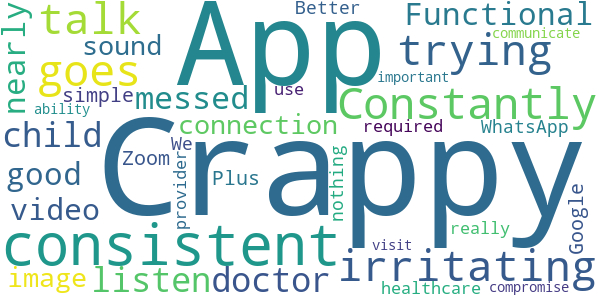 Better
App
Functional
talk
communicate
nearly
sound
trying
goes
important
simple
messed
use
Constantly
ability
child
connection
required
WhatsApp
Crappy
We
Zoom
good
provider
Plus
nothing
Google
video
really
consistent
visit
irritating
image
listen
doctor
healthcare
compromise